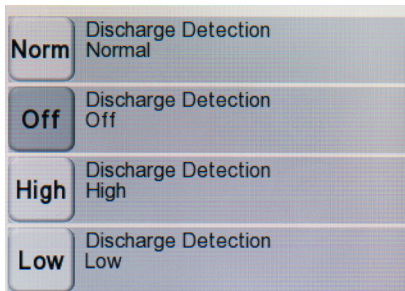 Norm
Discharge Detection
Normal
Off
Discharge Detection
Off
High
Discharge Detection
High
Low
Discharge Detection
Low